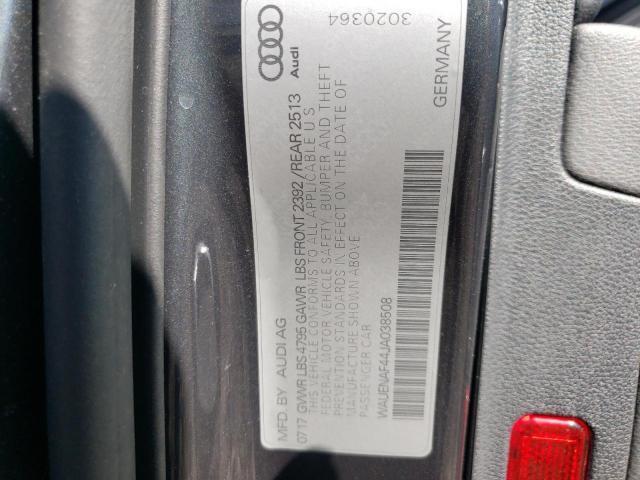 MFD. BY AUDI AG
0717 GVWR LBS 4795 GAWR LBS FRONT 2392/REAR 2513
THIS VEHICLE CONFORMS TO ALL APPLICABLE U S
FEDERAL MOTOR VEHICLE SAFETY, BUMPER AND THEFT
PREVENTION STANDARDS IN EFFECT ON THE DATE OF
MANUFACTURE SHOWN ABOVE
PASSENGER CAR
WAUENAF44JA038508
Audi
3020364
GERMANY